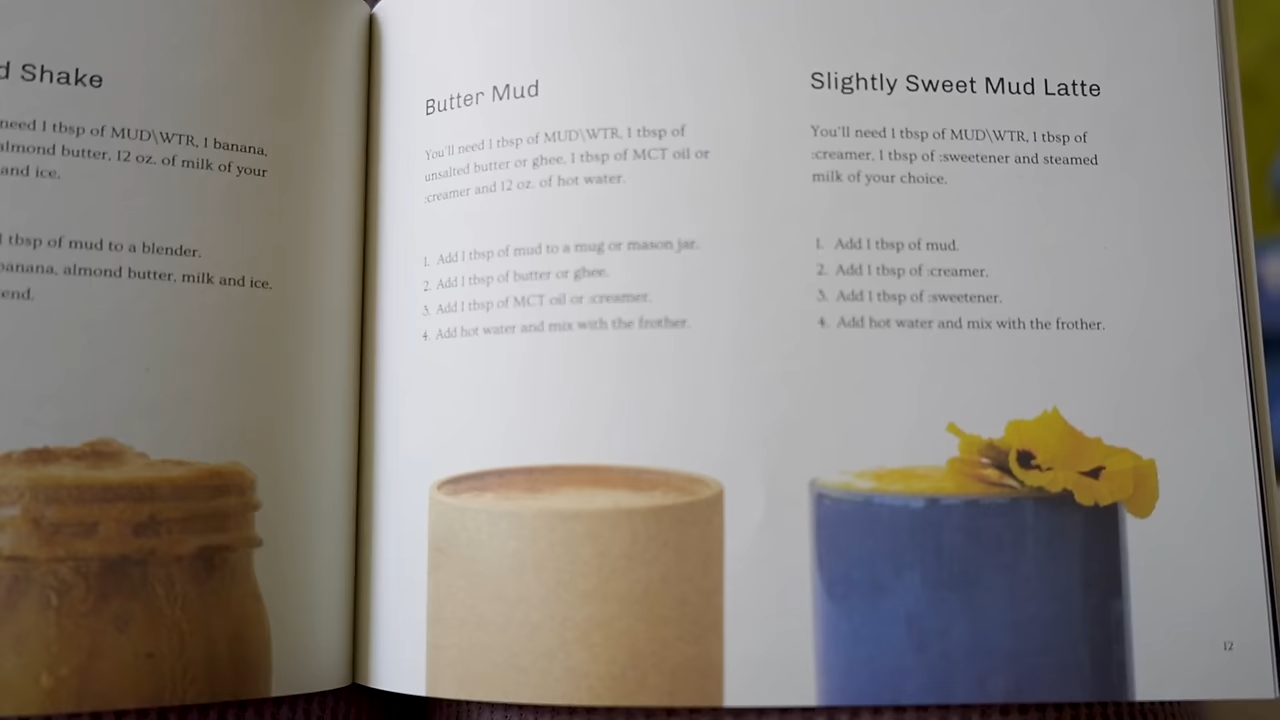 d Shake
need 1 tbsp of MUD\WTR, 1 banana,
almond butter, 12 oz. of milk of your
and ice.
1 tbsp of mud to a blender.
banana, almond butter, milk and ice.
end.
Butter Mud
You'll need 1 tbsp of MUD\WTR, 1 tbsp of
unsalted butter or ghee, 1 tbsp of MCT oil or
:creamer and 12 oz. of hot water.
1. Add 1 tbsp of mud to a mug or mason jar.
2. Add 1 tbsp of butter or ghee.
3. Add 1 tbsp of MCT oil or :creamer.
4. Add hot water and mix with the frother.
Slightly Sweet Mud Latte
You'll need 1 tbsp of MUD\WTR, 1 tbsp of
:creamer, 1 tbsp of :sweetener and steamed
milk of your choice.
1. Add 1 tbsp of mud.
2. Add 1 tbsp of :creamer.
3. Add 1 tbsp of :sweetener.
4. Add hot water and mix with the frother.
12